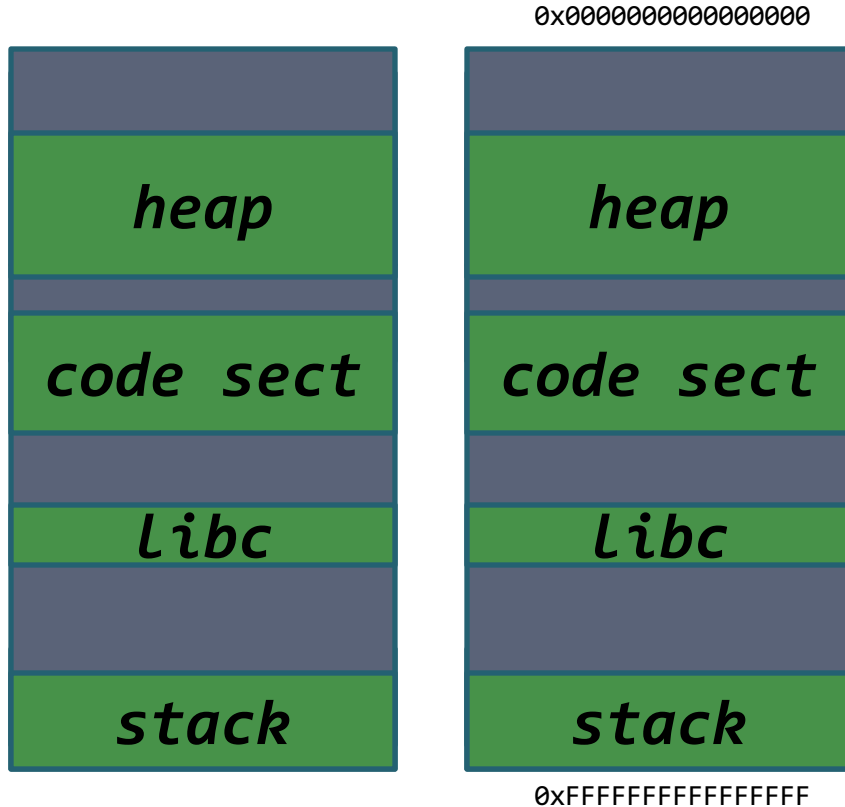 0x0000000000000000
heap
heap
code sect
code sect
libc
libc
stack
stack
0xFFFFFFFFFFFFFFFF